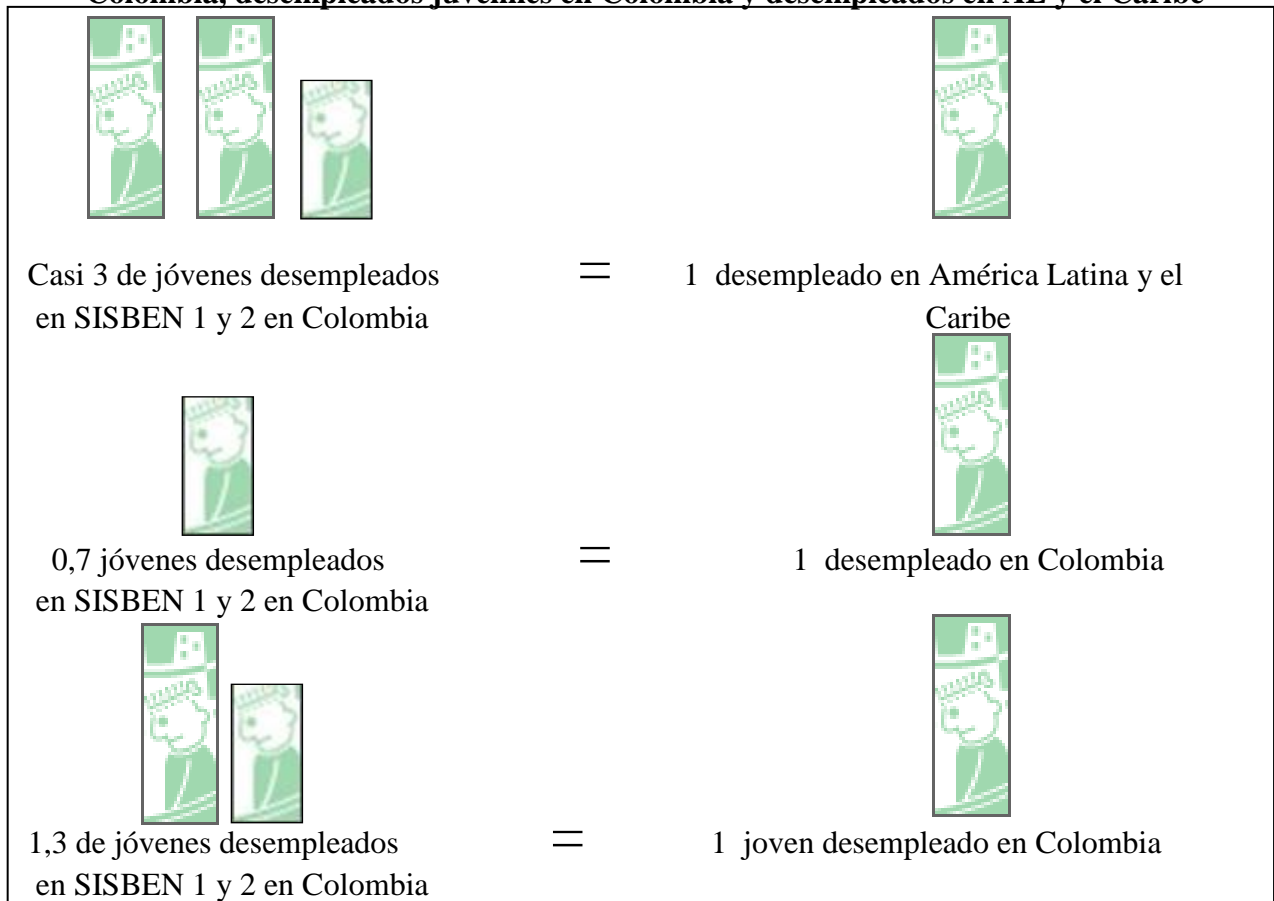 Colombia, desempleados juveniles en Colombia y desempleados en AL y el Caribe
Casi 3 de jóvenes desempleados
en SISBEN 1 y 2 en Colombia
=
1 desempleado en América Latina y el
Caribe
0,7 jóvenes desempleados
en SISBEN 1 y 2 en Colombia
=
1 desempleado en Colombia
1,3 de jóvenes desempleados
en SISBEN 1 y 2 en Colombia
=
1 joven desempleado en Colombia